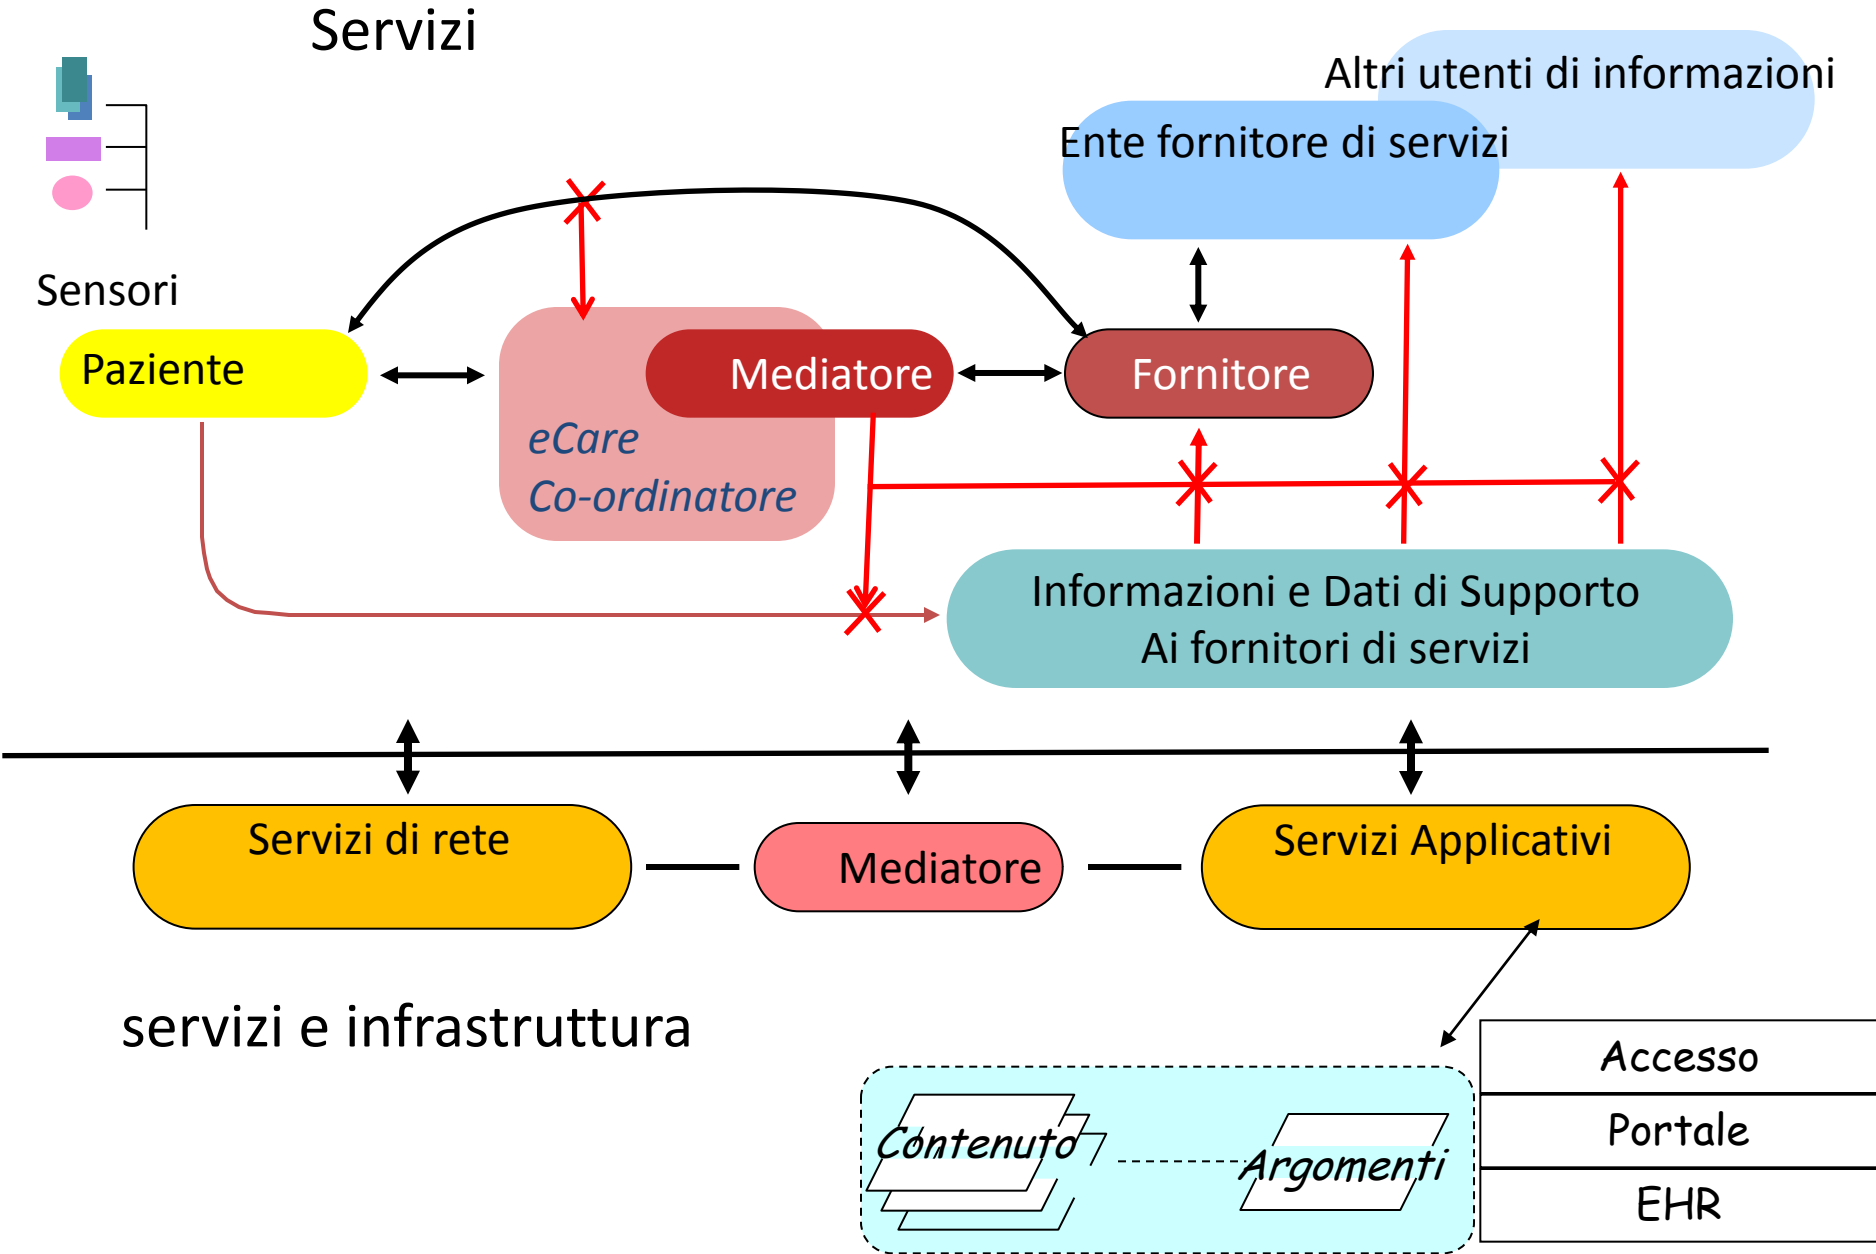 Servizi
Altri utenti di informazioni
Ente fornitore di servizi
Sensori
Paziente
Mediatore
Fornitore
eCare
Co-ordinatore
Informazioni e Dati di Supporto
Ai fornitori di servizi
Servizi di rete
Mediatore
Servizi Applicativi
servizi e infrastruttura
Accesso
Portale
EHR
Contenuto
Argomenti